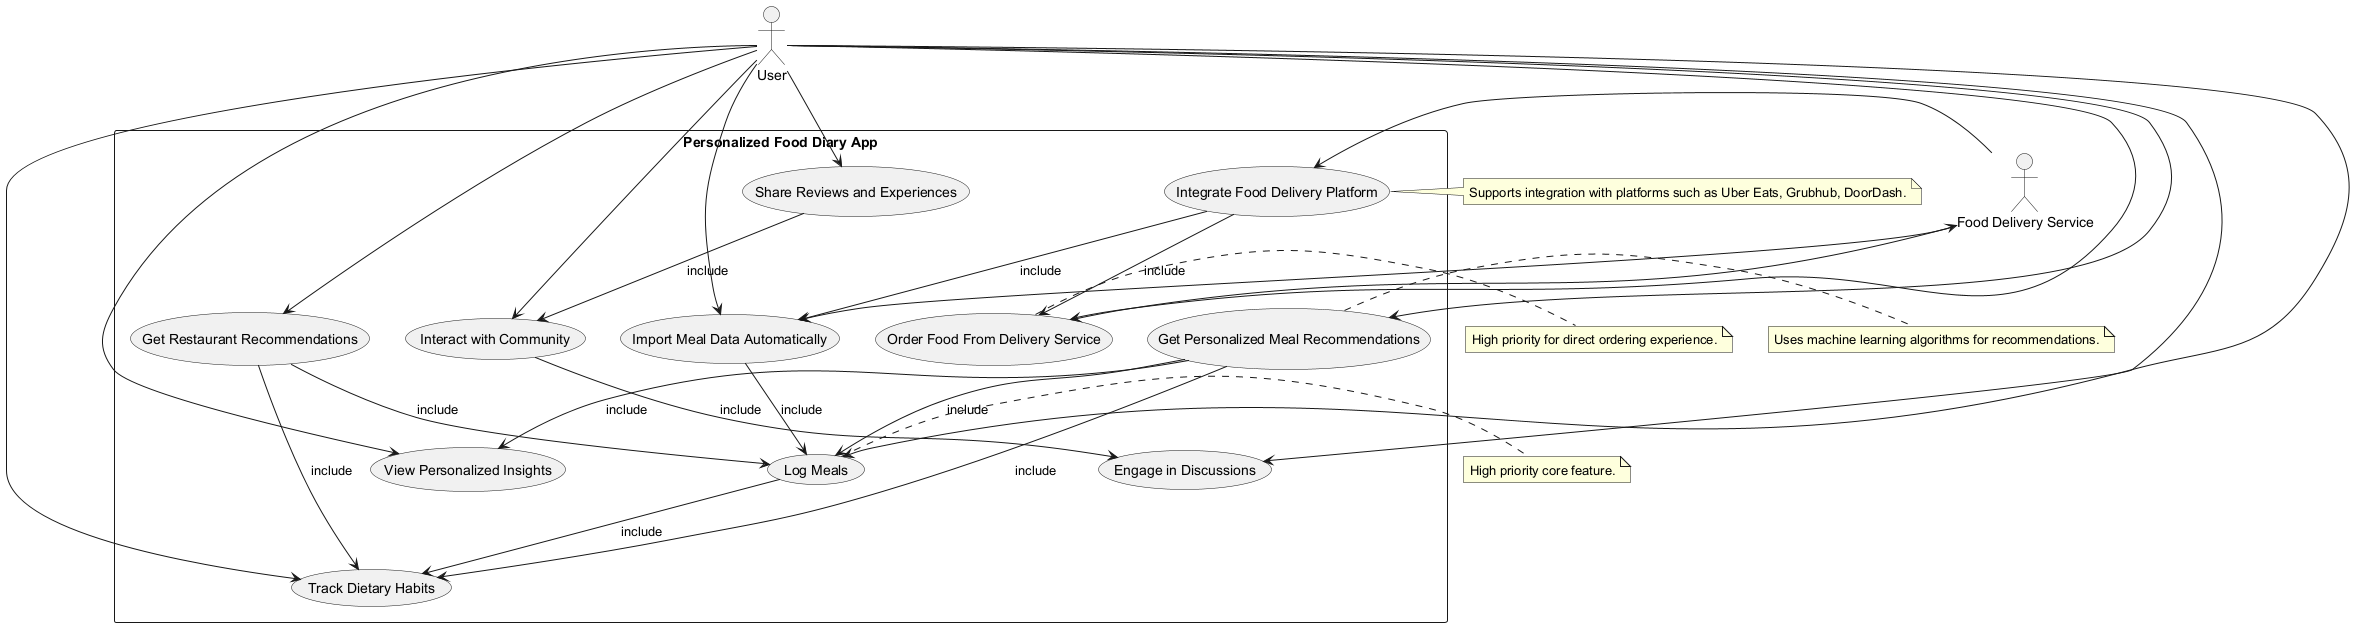 User
Personalized Food Diary App
Share Reviews and Experiences
Integrate Food Delivery Platform
Supports integration with platforms such as Uber Eats, Grubhub, DoorDash.
Food Delivery Service
include
include
include
Get Restaurant Recommendations
Interact with Community
Import Meal Data Automatically
Order Food From Delivery Service
Get Personalized Meal Recommendations
High priority for direct ordering experience.
Uses machine learning algorithms for recommendations.
include
include
include
include
include
View Personalized Insights
Log Meals
Engage in Discussions
High priority core feature.
include
include
include
Track Dietary Habits